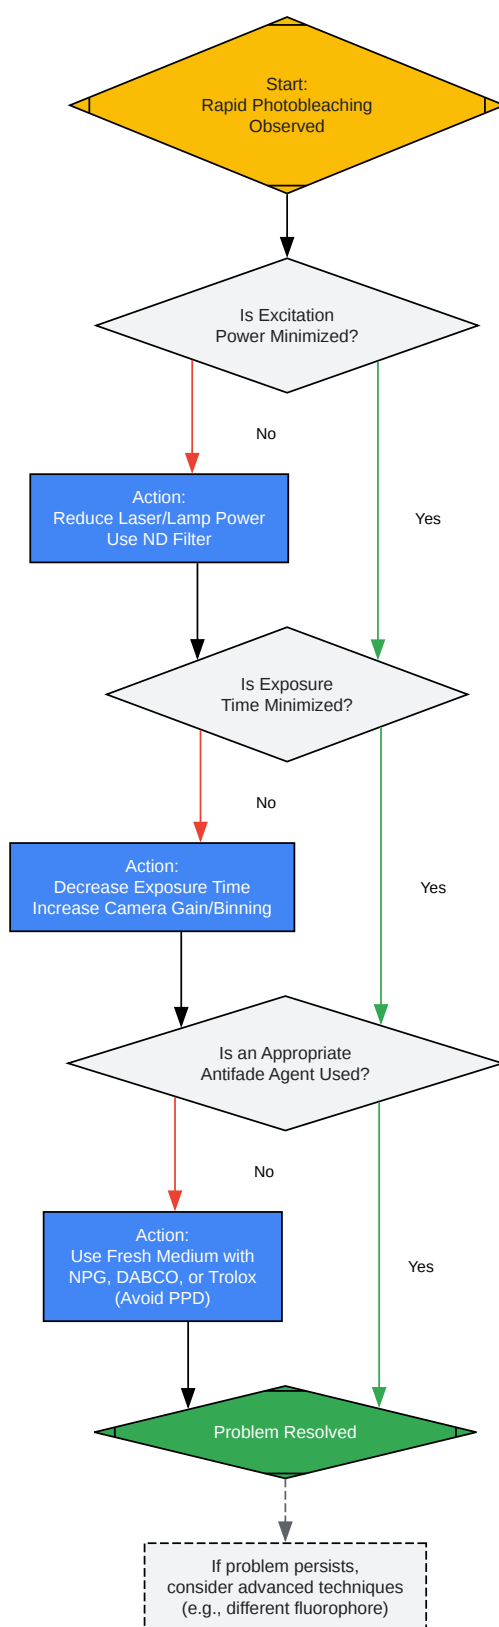 Start:
Rapid Photobleaching
Observed
Is Excitation
Power Minimized?
No
Action:
Reduce Laser/Lamp Power
Use ND Filter
Yes
Is Exposure
Time Minimized?
No
Action:
Decrease Exposure Time
Increase Camera Gain/Binning
Yes
Is an Appropriate
Antifade Agent Used?
No
Action:
Use Fresh Medium with
NPG, DABCO, or Trolox
(Avoid PPD)
Yes
Problem Resolved
If problem persists,
consider advanced techniques
(e.g., different fluorophore)